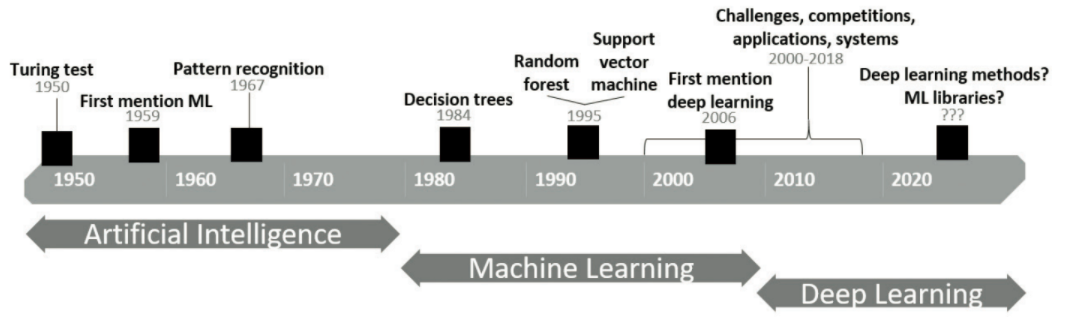 Turing test
1950
First mention ML
1959
Pattern recognition
1967
Decision trees
1984
Random
forest
Support
vector
machine
1995
First mention
deep learning
2006
Challenges, competitions,
applications, systems
2000-2018
Deep learning methods?
ML libraries?
???
1950
1960
1970
1980
1990
2000
2010
2020
Artificial Intelligence
Machine Learning
Deep Learning